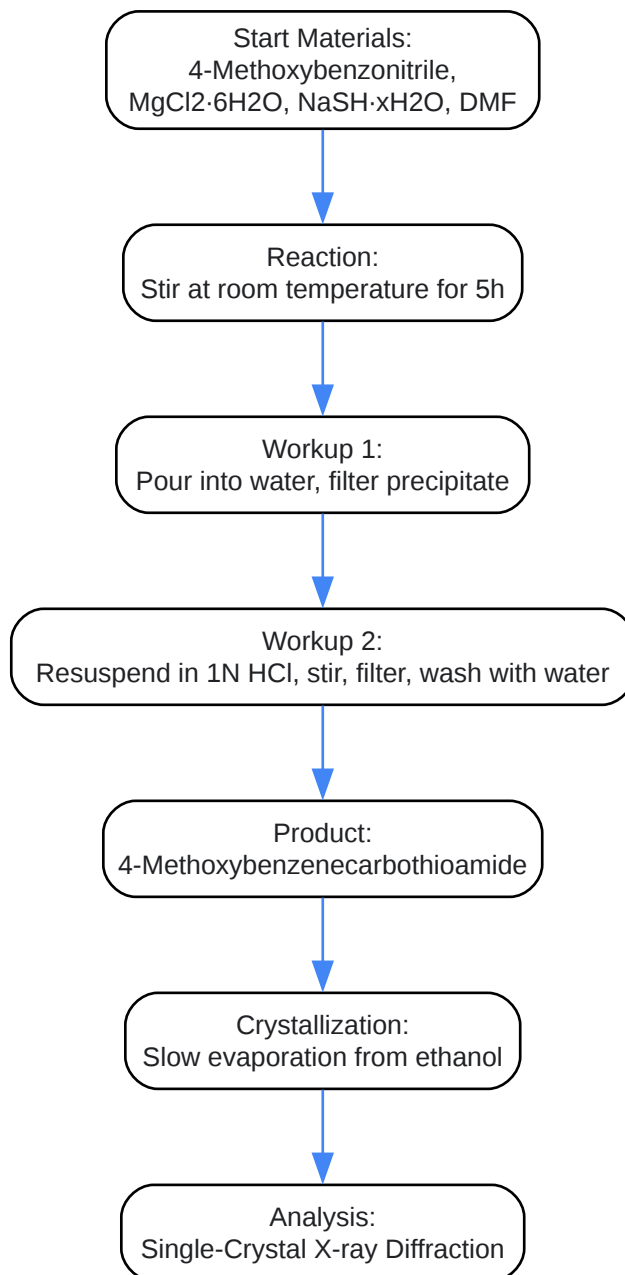 Start Materials:
4-Methoxybenzonitrile,
MgCl2·6H2O, NaSH·xH2O, DMF
Reaction:
Stir at room temperature for 5h
Workup 1:
Pour into water, filter precipitate
Workup 2:
Resuspend in 1N HCl, stir, filter, wash with water
Product:
4-Methoxybenzenecarbothioamide
Crystallization:
Slow evaporation from ethanol
Analysis:
Single-Crystal X-ray Diffraction